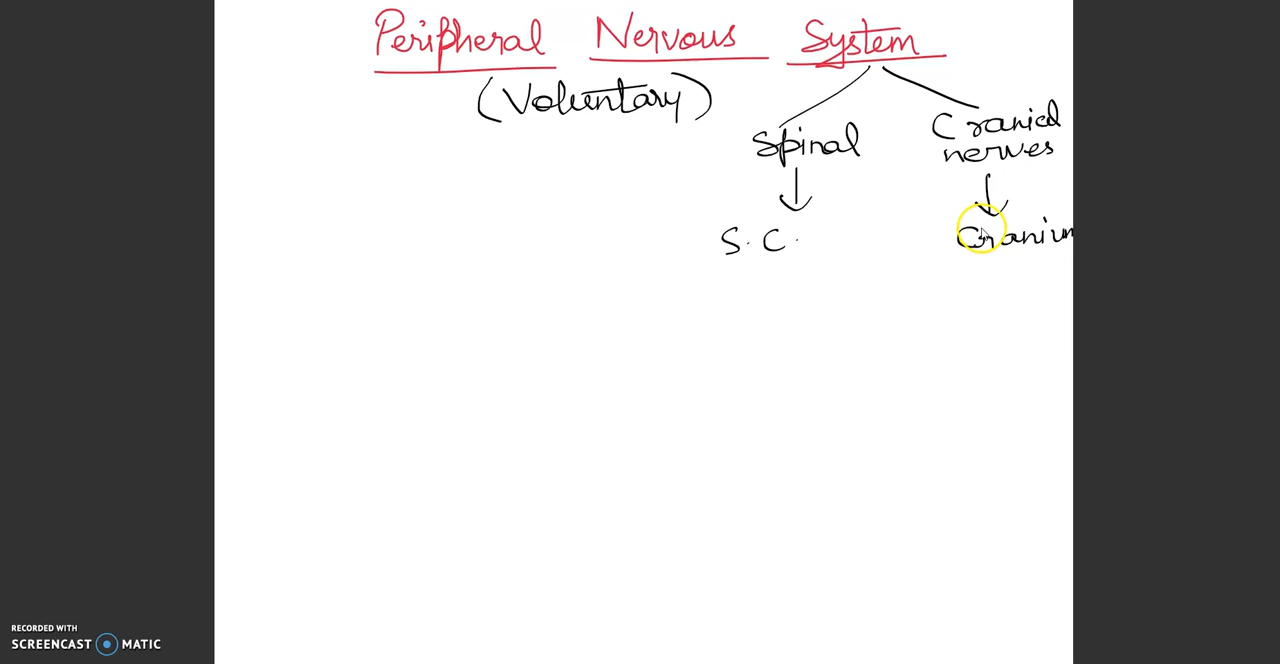 Peripheral Nervous System
(Voluntary)
Spinal
Cranial
nerves
S. C.
Cranium
RECORDED WITH
SCREENCAST MATIC